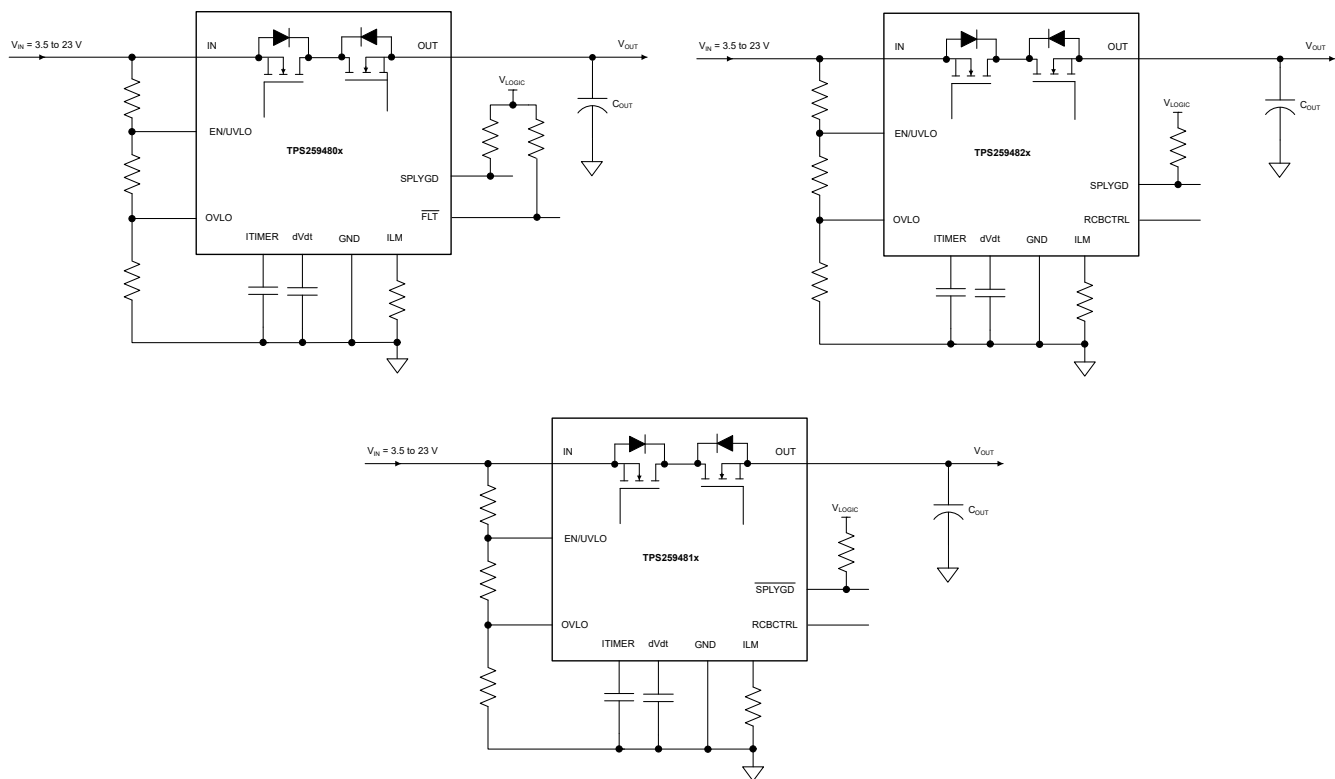 V_IN = 3.5 to 23 V
IN
OUT
V_OUT
V_LOGIC
C_OUT
EN/UVLO
TPS259480x
SPLYGD
OVLO
FLT
ITIMER dVdt GND ILM
V_IN = 3.5 to 23 V
IN
OUT
V_OUT
V_LOGIC
C_OUT
EN/UVLO
TPS259482x
SPLYGD
OVLO
RCBCTRL
ITIMER dVdt GND ILM
V_IN = 3.5 to 23 V
IN
OUT
V_OUT
V_LOGIC
C_OUT
EN/UVLO
TPS259481x
SPLYGD
OVLO
RCBCTRL
ITIMER dVdt GND ILM